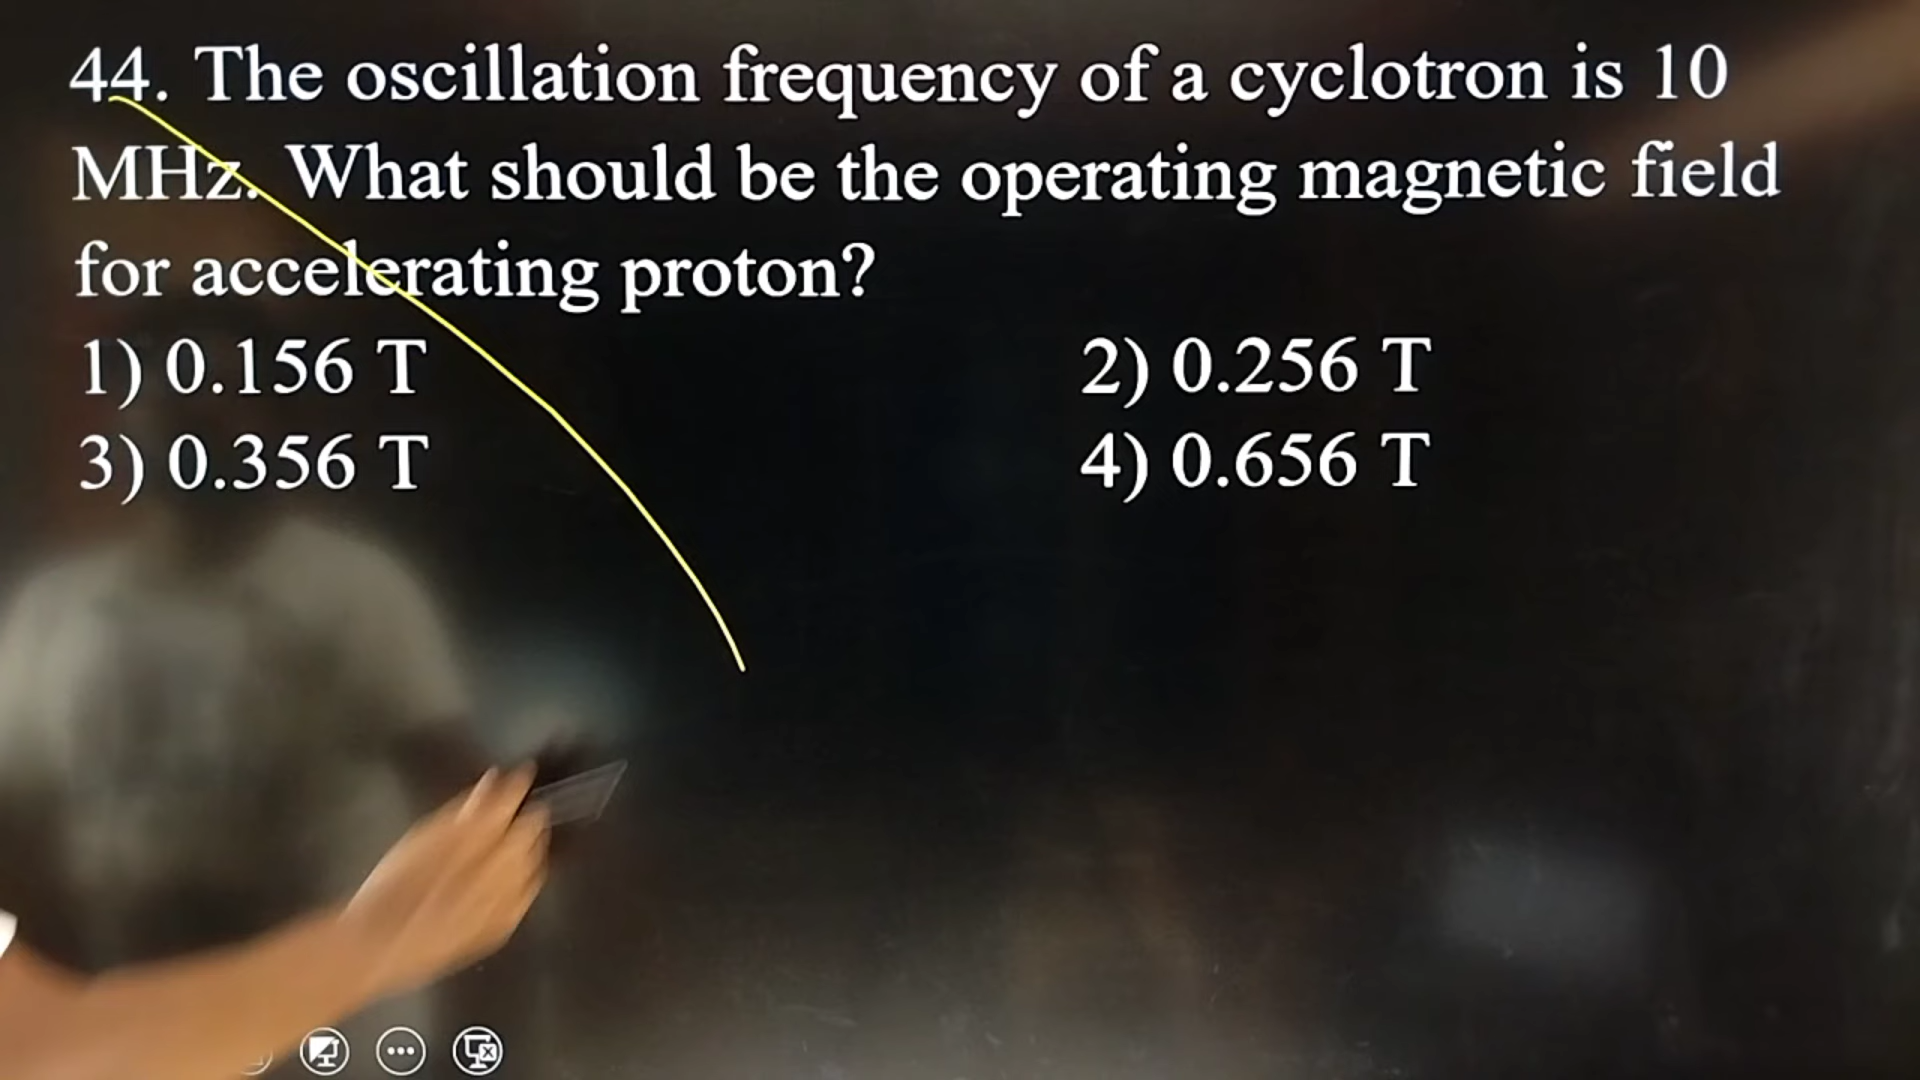 44. The oscillation frequency of a cyclotron is 10
MHz. What should be the operating magnetic field
for accelerating proton?
1) 0.156 T 2) 0.256 T
3) 0.356 T 4) 0.656 T